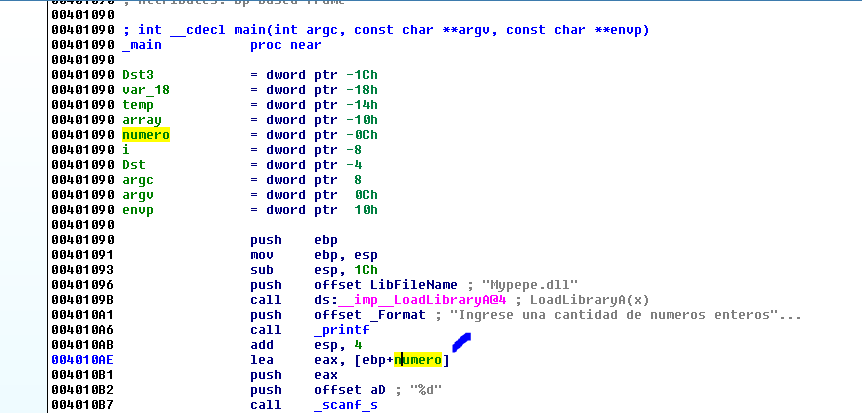 00401090 ; Attributes: bp-based frame
00401090
00401090 ; int __cdecl main(int argc, const char **argv, const char **envp)
00401090 _main proc near
00401090
00401090 Dst3 = dword ptr -1Ch
00401090 var_18 = dword ptr -18h
00401090 temp = dword ptr -14h
00401090 array = dword ptr -10h
00401090 numero = dword ptr -0Ch
00401090 i = dword ptr -8
00401090 Dst = dword ptr -4
00401090 argc = dword ptr 8
00401090 argv = dword ptr 0Ch
00401090 envp = dword ptr 10h
00401090
00401090 push ebp
00401091 mov ebp, esp
00401093 sub esp, 1Ch
00401096 push offset LibFileName ; "Mypepe.dll"
0040109B call ds:__imp__LoadLibraryA@4 ; LoadLibraryA(x)
004010A1 push offset _Format ; "Ingrese una cantidad de numeros enteros"...
004010A6 call _printf
004010AB add esp, 4
004010AE lea eax, [ebp+numero]
004010B1 push eax
004010B2 push offset aD ; "%d"
004010B7 call _scanf_s